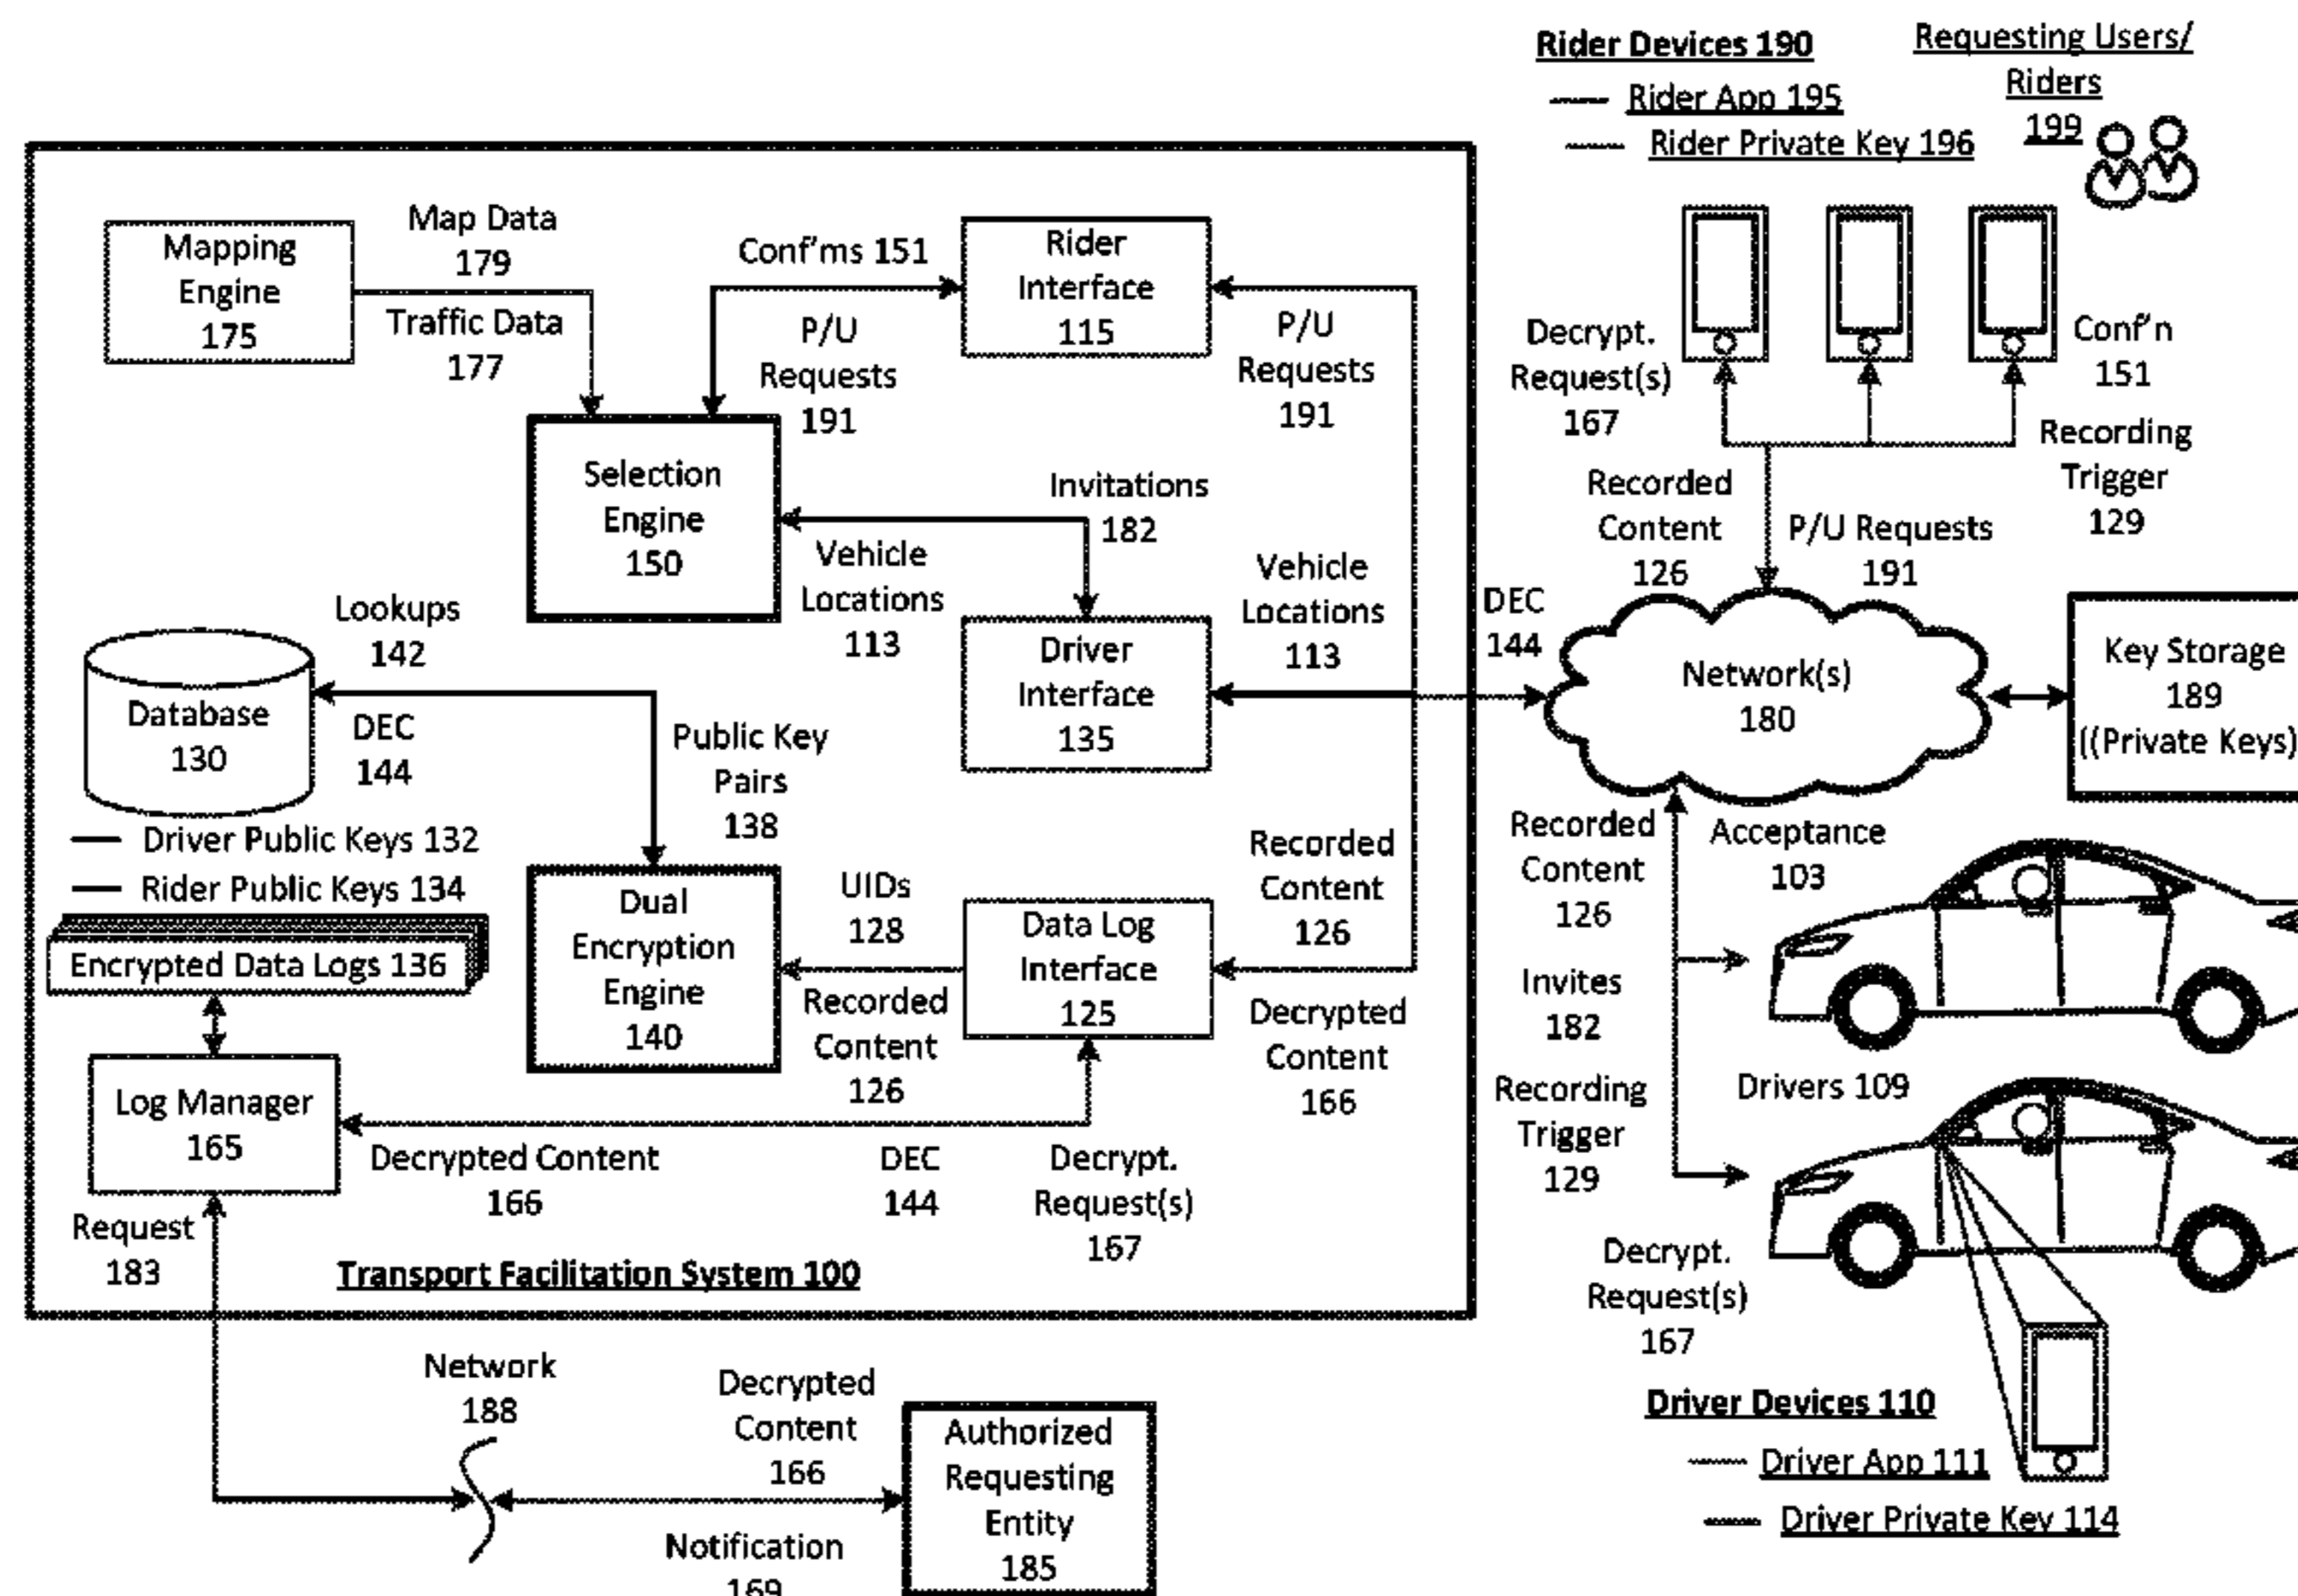 Rider Devices 190
Rider App 195
Rider Private Key 196
Requesting Users/
Riders
199
Mapping
Engine
175
Map Data
179
Traffic Data
177
Conf'ms 151
P/U
Requests
191
Rider
Interface
115
P/U
Requests
191
Decrypt.
Request(s)
167
Conf'n
151
Recording
Trigger
129
Recorded
Content
126
P/U Requests
191
Selection
Engine
150
Invitations
182
Vehicle
Locations
113
Vehicle
Locations
113
Driver
Interface
135
DEC
144
Network(s)
180
Key Storage
189
((Private Keys)
Lookups
142
Database
130
DEC
144
Public Key
Pairs
138
Driver Public Keys 132
Rider Public Keys 134
Encrypted Data Logs 136
Dual
Encryption
Engine
140
UIDs
128
Recorded
Content
126
Data Log
Interface
125
Recorded
Content
126
Decrypted
Content
166
Recorded
Content
126
Acceptance
103
Invites
182
Recording
Trigger
129
Drivers 109
Log Manager
165
Decrypted Content
166
DEC
144
Decrypt.
Request(s)
167
Request
183
Transport Facilitation System 100
Decrypt.
Request(s)
167
Network
188
Decrypted
Content
166
Notification
169
Authorized
Requesting
Entity
185
Driver Devices 110
Driver App 111
Driver Private Key 114